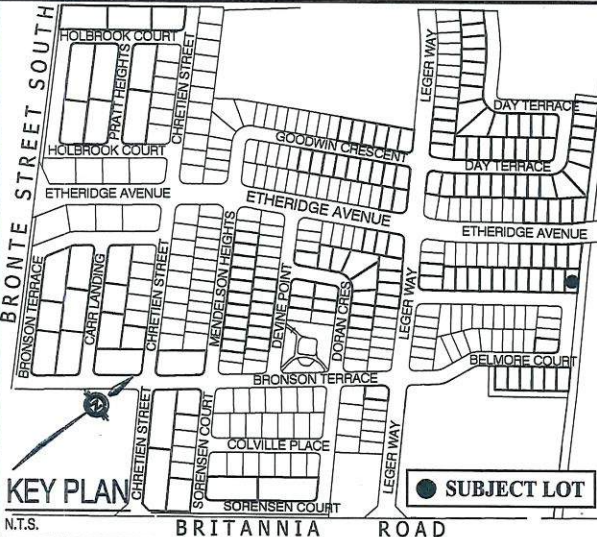 BRONTE STREET SOUTH
HOLBROOK COURT
PRATT HEIGHTS
CHRETIEN STREET
HOLBROOK COURT
ETHERIDGE AVENUE
LEGER WAY
DAY TERRACE
GOODWIN CRESCENT
DAY TERRACE
ETHERIDGE AVENUE
ETHERIDGE AVENUE
BRONSON TERRACE
CARR LANDING
CHRETIEN STREET
MENDELSON HEIGHTS
DEVINE POINT
DORAN CRES
LEGER WAY
BELMORE COURT
BRONSON TERRACE
N
CHRETIEN STREET
SORENSEN COURT
COLVILLE PLACE
LEGER WAY
KEY PLAN
SORENSEN COURT
SUBJECT LOT
N.T.S.
BRITANNIA ROAD